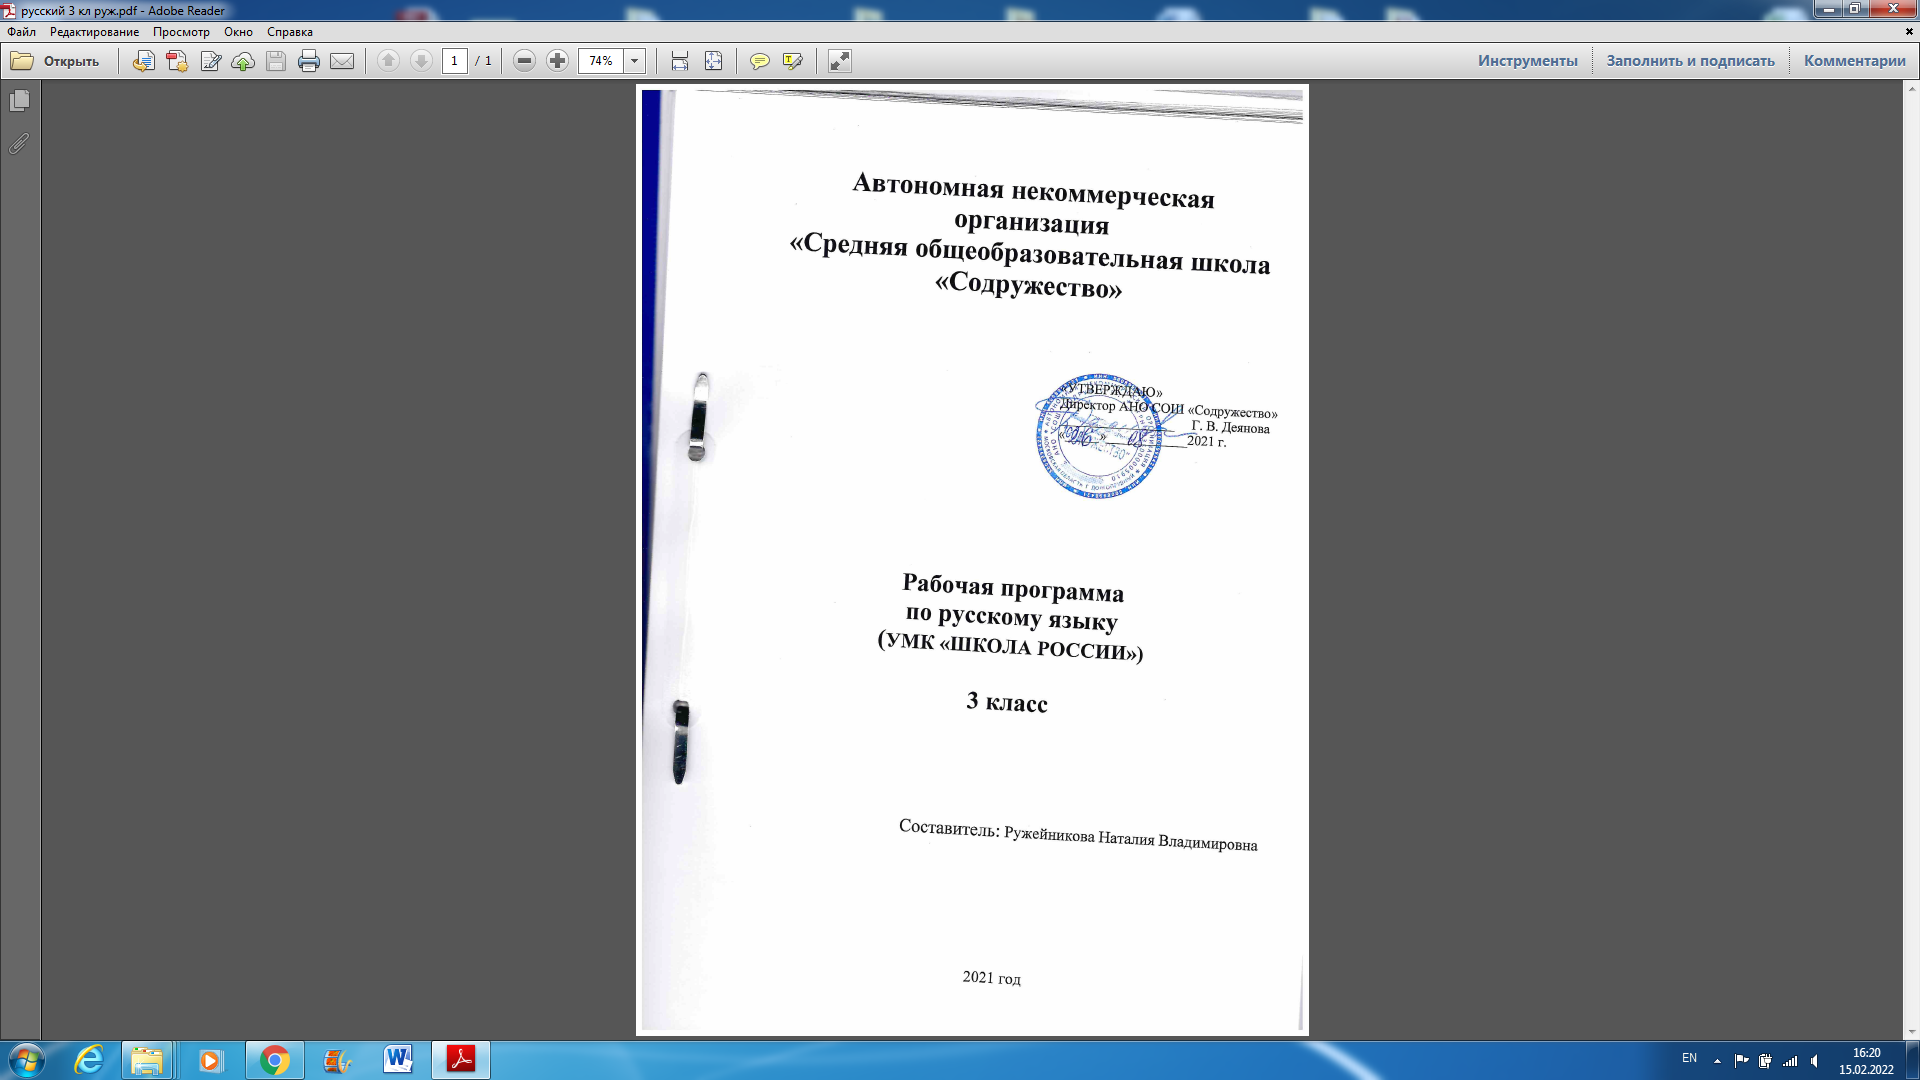 русский 3 кл руж.pdf - Adobe Reader
Файл Редактирование Просмотр Окно Справка
Открыть 1 / 1 74% Инструменты Заполнить и подписать Комментарии
Автономная некоммерческая
организация
«Средняя общеобразовательная школа
«Содружество»
«УТВЕРЖДАЮ»
Директор АНО СОШ «Содружество»
Г. В. Деянова
«26» 08 2021 г.
Рабочая программа
по русскому языку
(УМК «ШКОЛА РОССИИ»)
3 класс
Составитель: Ружейникова Наталия Владимировна
2021 год
EN
16:20
15.02.2022